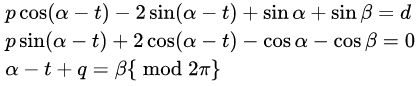 p cos(α − t) − 2 sin(α − t) + sin α + sin β = d
p sin(α − t) + 2 cos(α − t) − cos α − cos β = 0
α − t + q = β{ mod 2π}